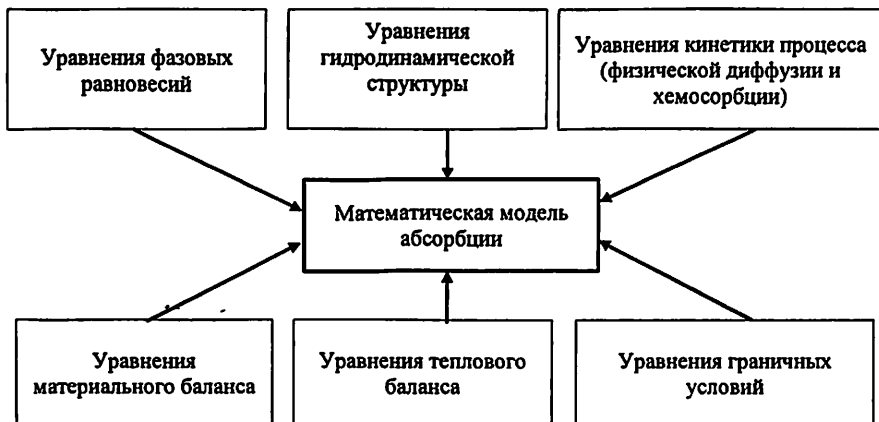 Уравнения фазовых
равновесий
Уравнения
гидродинамической
структуры
Уравнения кинетики процесса
(физической диффузии и
хемосорбции)
Математическая модель
абсорбции
Уравнения
материального баланса
Уравнения теплового
баланса
Уравнения граничных
условий